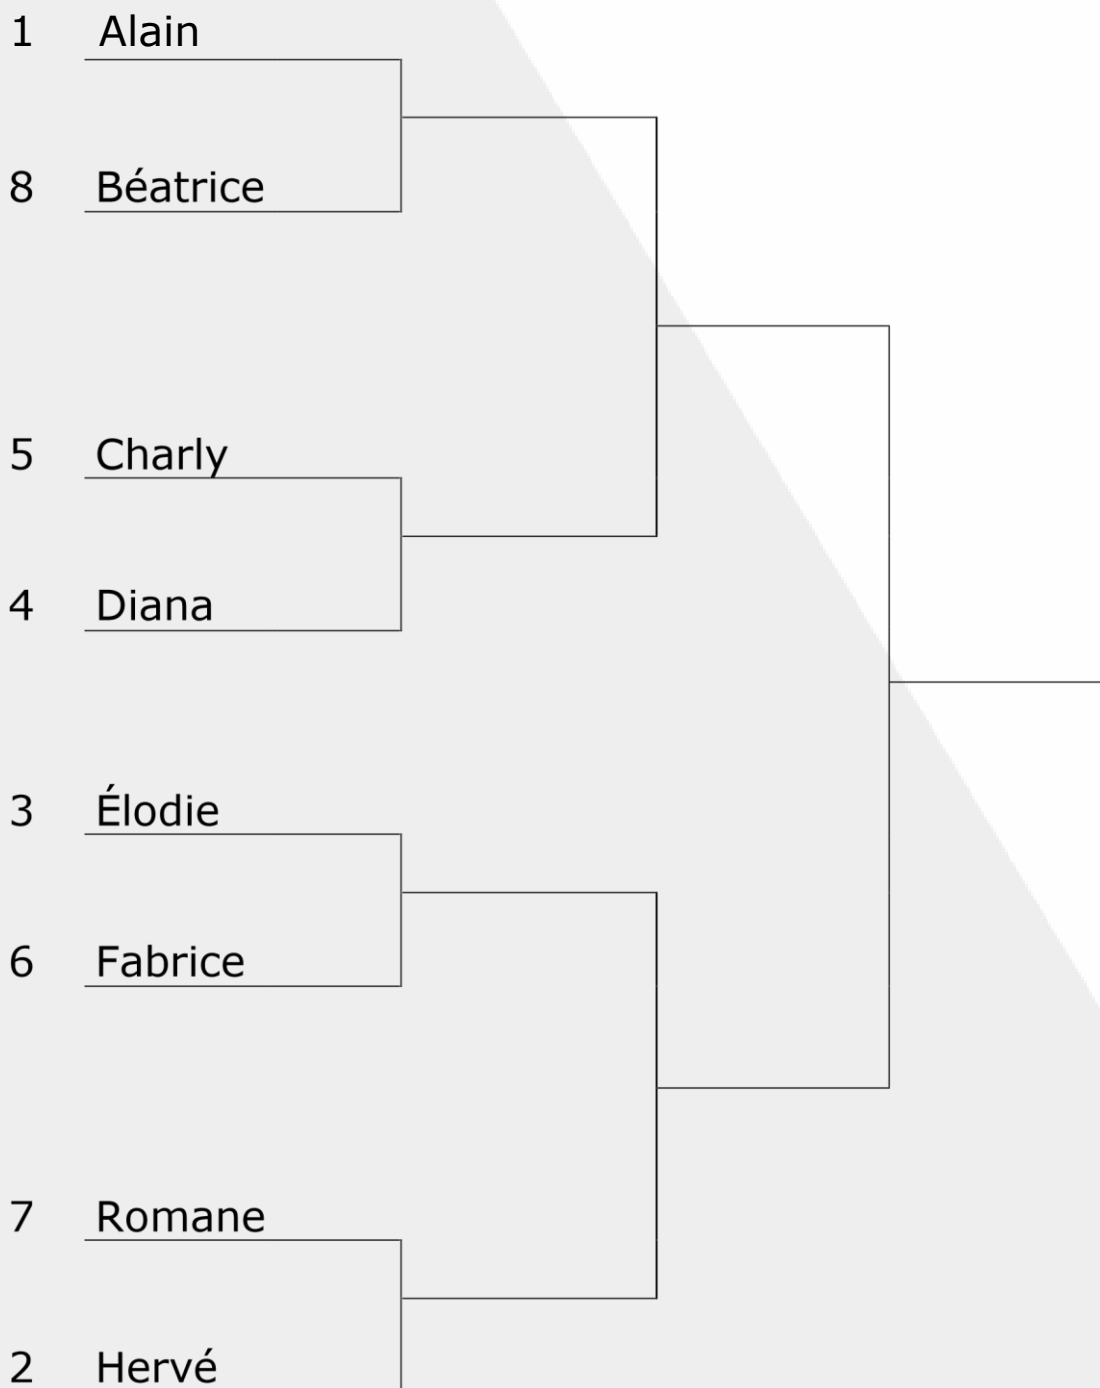 1 Alain
8 Béatrice
5 Charly
4 Diana
3 Élodie
6 Fabrice
7 Romane
2 Hervé